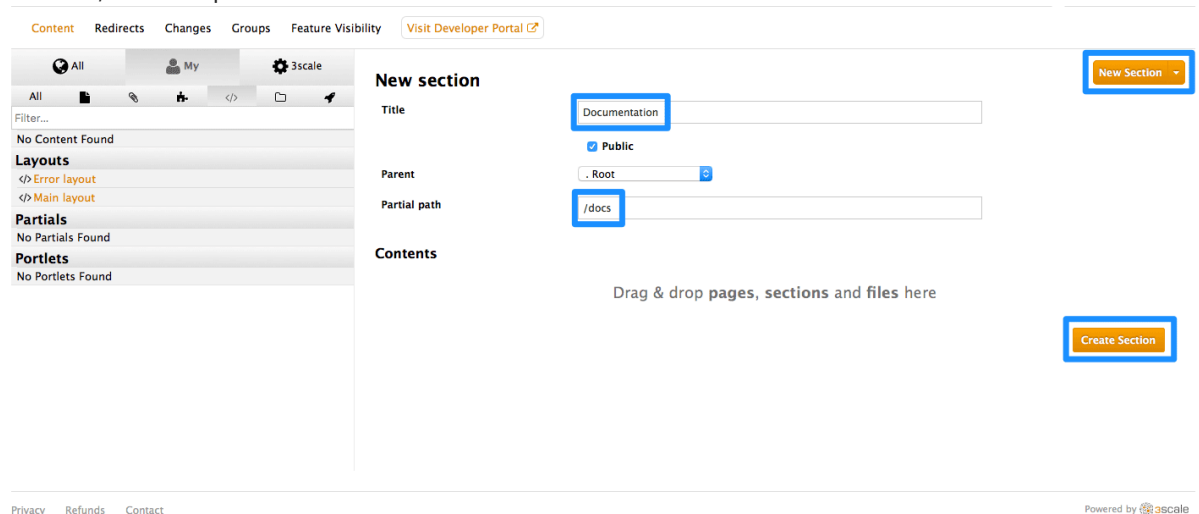 Content Redirects Changes Groups Feature Visibility Visit Developer Portal
All My 3scale
New Section
New section
All </>
Title Documentation
Filter...
No Content Found
Public
Layouts
</> Error layout
Parent . Root
</> Main layout
Partial path /docs
Partials
No Partials Found
Portlets
Contents
No Portlets Found
Drag & drop pages, sections and files here
Create Section
Privacy Refunds Contact Powered by 3scale